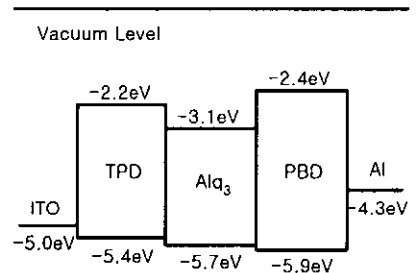 Vacuum Level
-2.4eV
-2.2eV
-3.1eV
TPD
Alq3
PBD
Al
ITO
-4.3eV
-5.0eV
-5.4eV
-5.7eV
-5.9eV